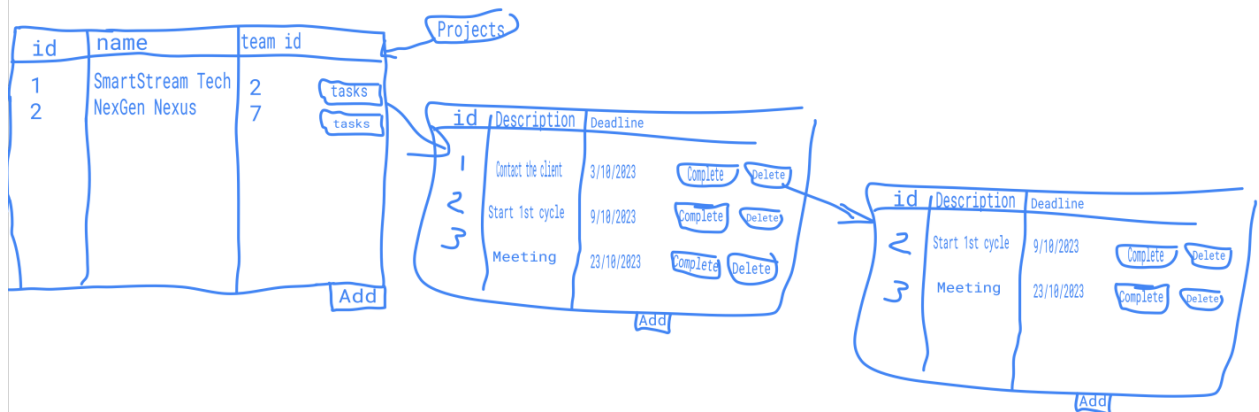 Projects
id name team id
1 SmartStream Tech 2 tasks
2 NexGen Nexus 7 tasks
Add
id Description Deadline
1 Contact the client 3/10/2023 Complete Delete
2 Start 1st cycle 9/10/2023 Complete Delete
3 Meeting 23/10/2023 Complete Delete
Add
id Description Deadline
2 Start 1st cycle 9/10/2023 Complete Delete
3 Meeting 23/10/2023 Complete Delete
Add